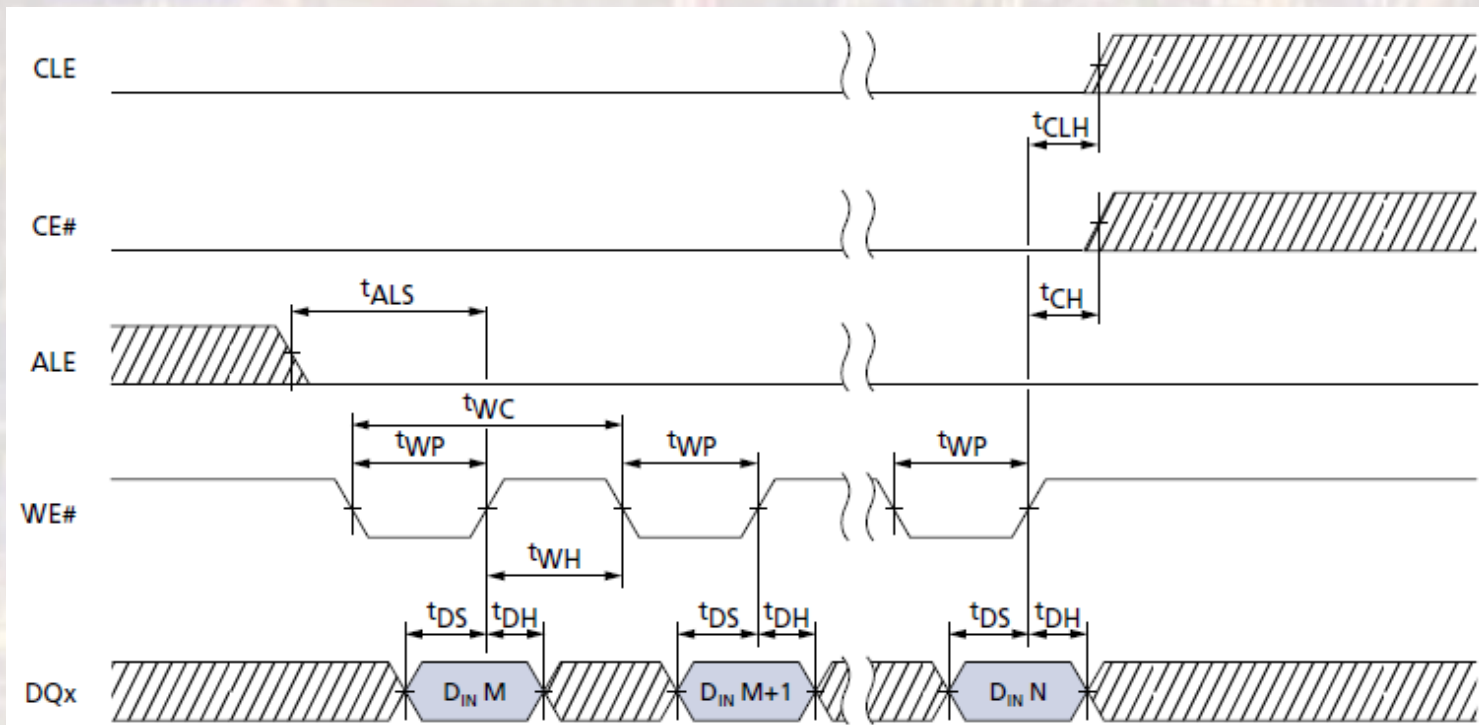 CLE
tCLH
CE#
tCH
tALS
ALE
tWC
tWP tWP tWP
WE#
tWH
tDS tDH tDS tDH tDS tDH
DQx DIN M DIN M+1 DIN N